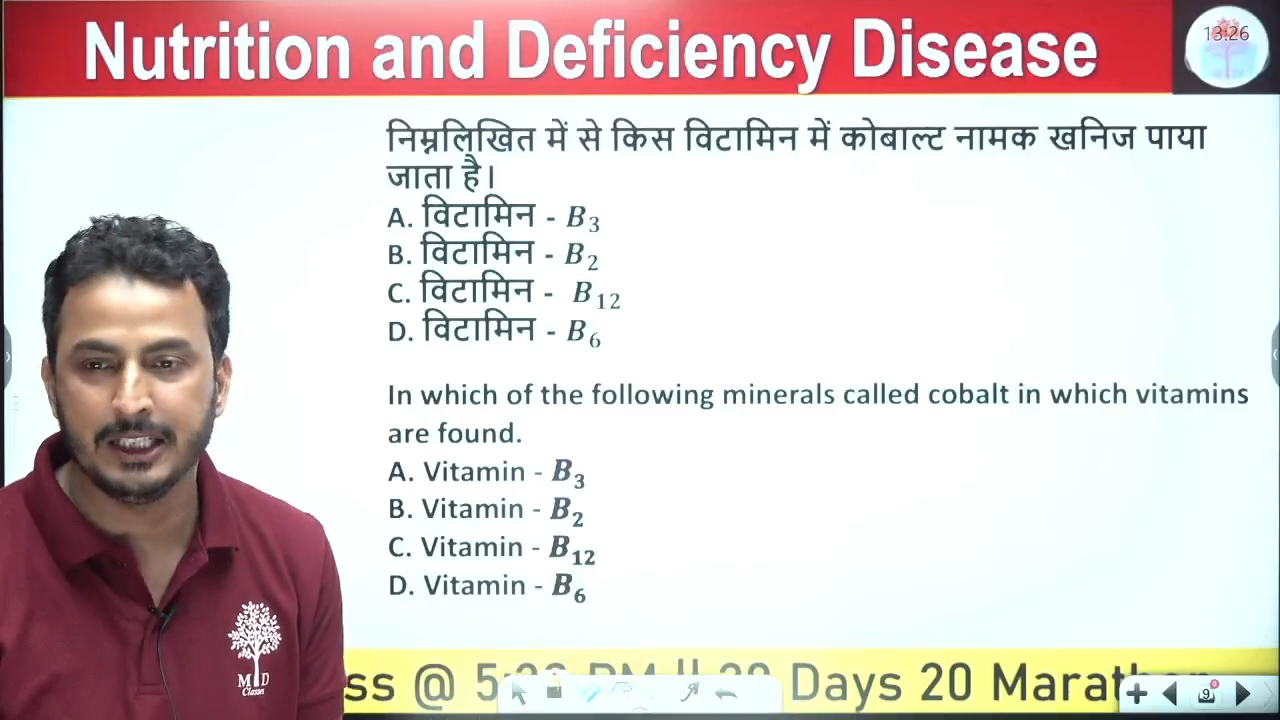 Nutrition and Deficiency Disease
13:26
निम्नलिखित में से किस विटामिन में कोबाल्ट नामक खनिज पाया
जाता है।
A. विटामिन - B₃
B. विटामिन - B₂
C. विटामिन - B₁₂
D. विटामिन - B₆
In which of the following minerals called cobalt in which vitamins
are found.
A. Vitamin - B₃
B. Vitamin - B₂
C. Vitamin - B₁₂
D. Vitamin - B₆
M D
Classes
ss @ 5 PM || Days 20 Marat
9